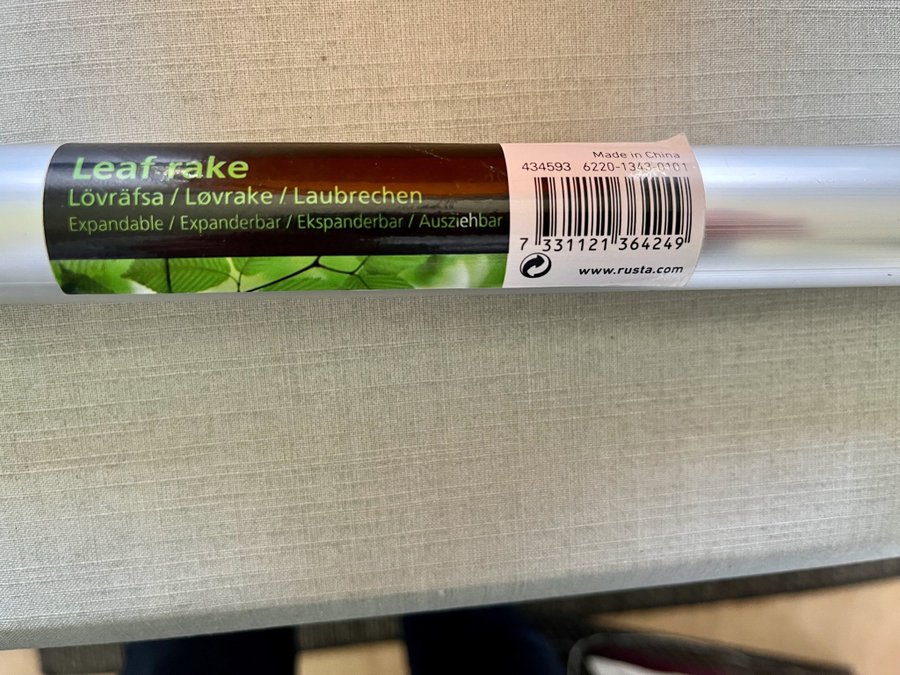 Leaf rake
Lövräfsa / Løvrake / Laubrechen
Expandable / Expanderbar / Ekspanderbar / Ausziehbar
Made in China
434593 6220-1343-0101
7 331121 364249
www.rusta.com